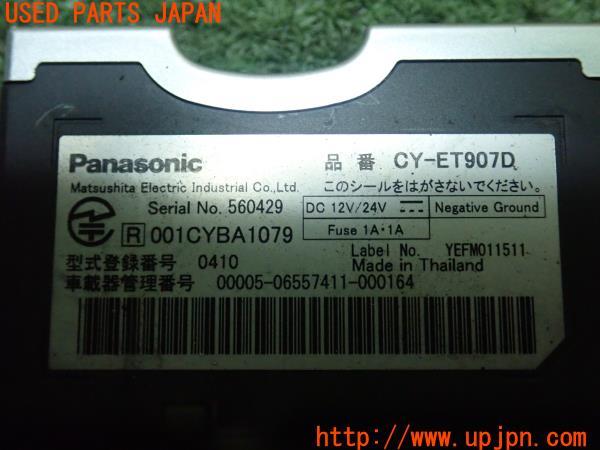 USED PARTS JAPAN
Panasonic 品番 CY-ET907D
Matsushita Electric Industrial Co.,Ltd. このシールをはがさないでください。
Serial No. 560429 DC 12V/24V Negative Ground
R 001CYBA1079 Fuse 1A・1A
Label No. YEFM011511
型式登録番号 0410 Made in Thailand
車載器管理番号 00005-06557411-000164
UPJ
http://
www.upjpn.com